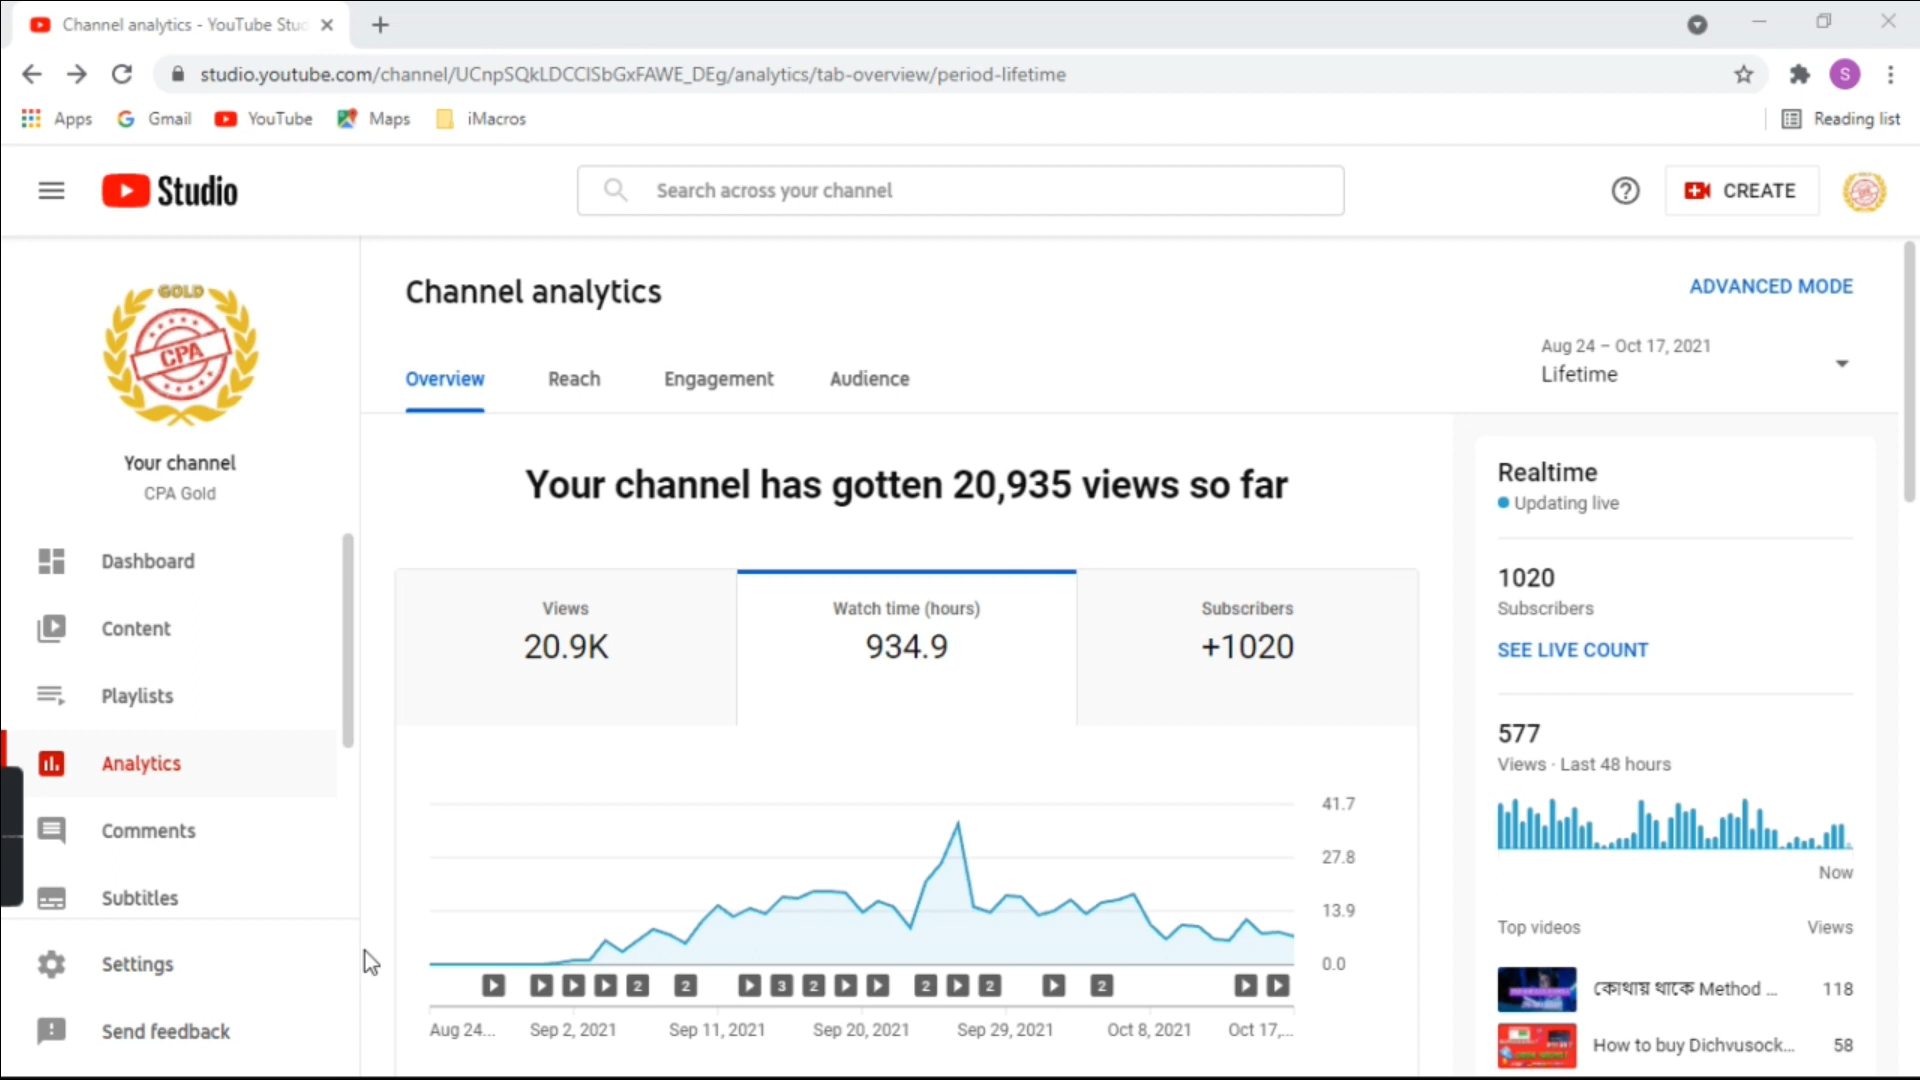 Channel analytics - YouTube Stu
studio.youtube.com/channel/UCnpSQkLDCCISbGxFAWE_DEg/analytics/tab-overview/period-lifetime
S
Apps
Gmail
YouTube
Maps
iMacros
Reading list
Studio
Search across your channel
CREATE
GOLD
CPA
Your channel
CPA Gold
Dashboard
Content
Playlists
Analytics
Comments
Subtitles
Settings
Send feedback
Channel analytics
ADVANCED MODE
Overview
Reach
Engagement
Audience
Aug 24 – Oct 17, 2021
Lifetime
Your channel has gotten 20,935 views so far
Views
20.9K
Watch time (hours)
934.9
Subscribers
+1020
41.7
27.8
13.9
0.0
2 2 3 2 2 2 2
Aug 24... Sep 2, 2021 Sep 11, 2021 Sep 20, 2021 Sep 29, 2021 Oct 8, 2021 Oct 17,...
Realtime
Updating live
1020
Subscribers
SEE LIVE COUNT
577
Views · Last 48 hours
Now
Top videos Views
কোথায় থাকে Method ... 118
How to buy Dichvusock... 58